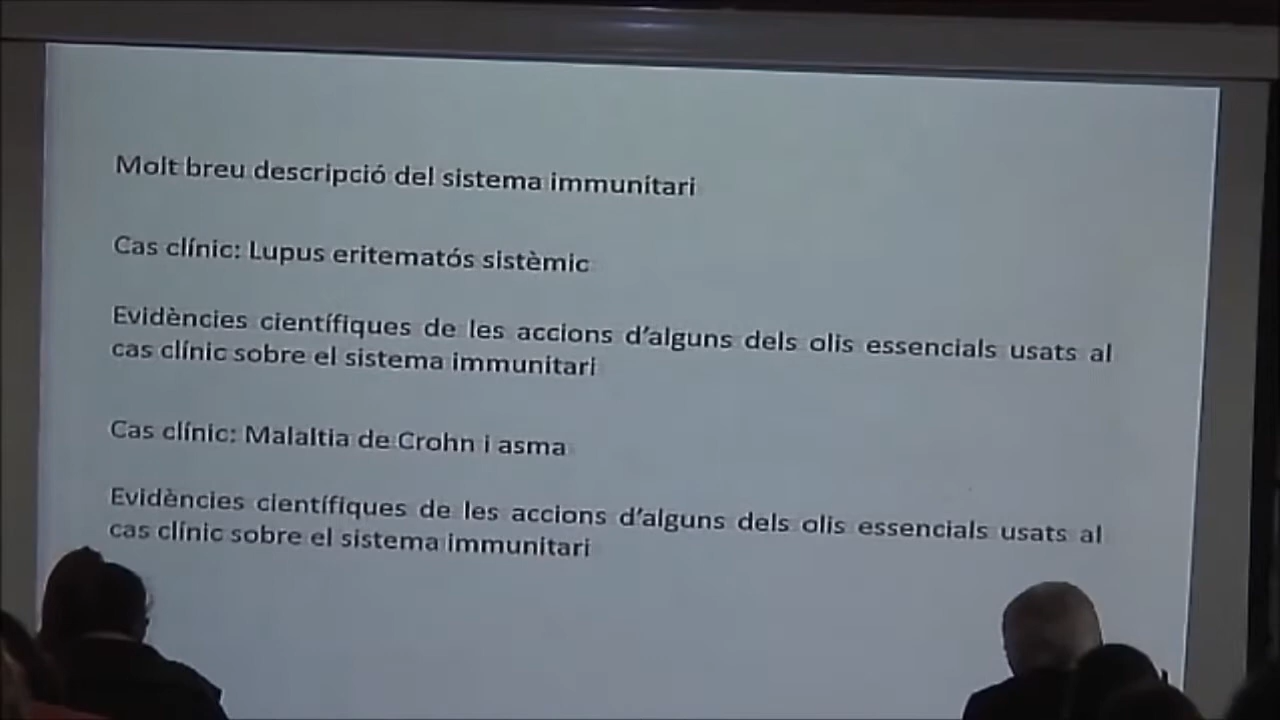 Molt breu descripció del sistema immunitari
Cas clínic: Lupus eritematós sistèmic
Evidències científiques de les accions d'alguns dels olis essencials usats al
cas clínic sobre el sistema immunitari
Cas clínic: Malaltia de Crohn i asma
Evidències científiques de les accions d'alguns dels olis essencials usats al
cas clínic sobre el sistema immunitari